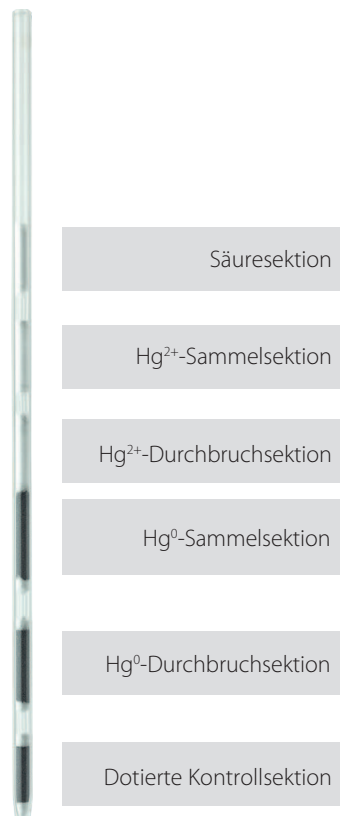 Säuresektion
Hg²⁺-Sammelsektion
Hg²⁺-Durchbruchsektion
Hg⁰-Sammelsektion
Hg⁰-Durchbruchsektion
Dotierte Kontrollsektion